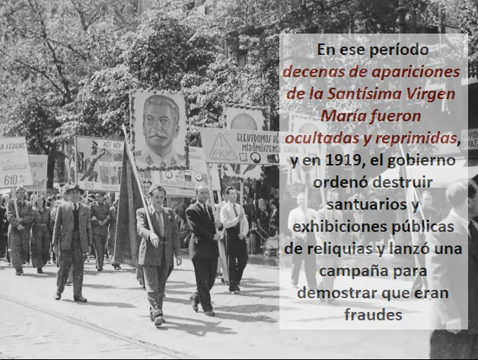 En ese período
decenas de apariciones
de la Santísima Virgen
María fueron
ocultadas y reprimidas,
y en 1919, el gobierno
ordenó destruir
santuarios y
exhibiciones públicas
de reliquias y lanzó una
campaña para
demostrar que eran
fraudes
610%